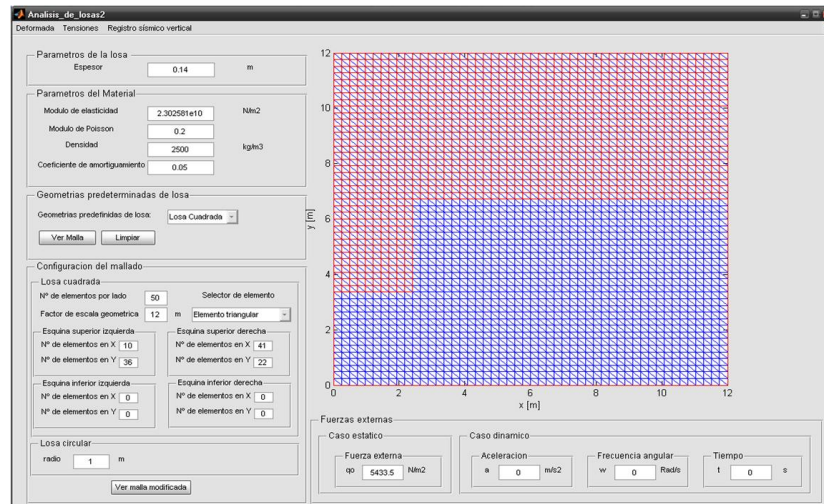 Analisis_de_losas2
Deformada Tensiones Registro sísmico vertical
Parametros de la losa
Espesor 0.14 m
Parametros del Material
Modulo de elasticidad 2.302581e10 N/m2
Modulo de Poisson 0.2
Densidad 2500 kg/m3
Coeficiente de amortiguamiento 0.05
Geometrias predeterminadas de losa
Geometrias predefinidas de losa: Losa Cuadrada
Ver Malla Limpiar
Configuracion del mallado
Losa cuadrada
Nº de elementos por lado 50 Selector de elemento
Factor de escala geometrica 12 m Elemento triangular
Esquina superior izquierda Esquina superior derecha
Nº de elementos en X 10 Nº de elementos en X 41
Nº de elementos en Y 36 Nº de elementos en Y 22
Esquina inferior izquierda Esquina inferior derecha
Nº de elementos en X 0 Nº de elementos en X 0
Nº de elementos en Y 0 Nº de elementos en Y 0
Losa circular
radio 1 m
Ver malla modificada
12
10
8
6
4
2
0
y [m]
0 2 4 6 8 10 12
x [m]
Fuerzas externas
Caso estatico Caso dinamico
Fuerza externa Aceleracion Frecuencia angular Tiempo
qo 5433.5 N/m2 a 0 m/s2 w 0 Rad/s t 0 s